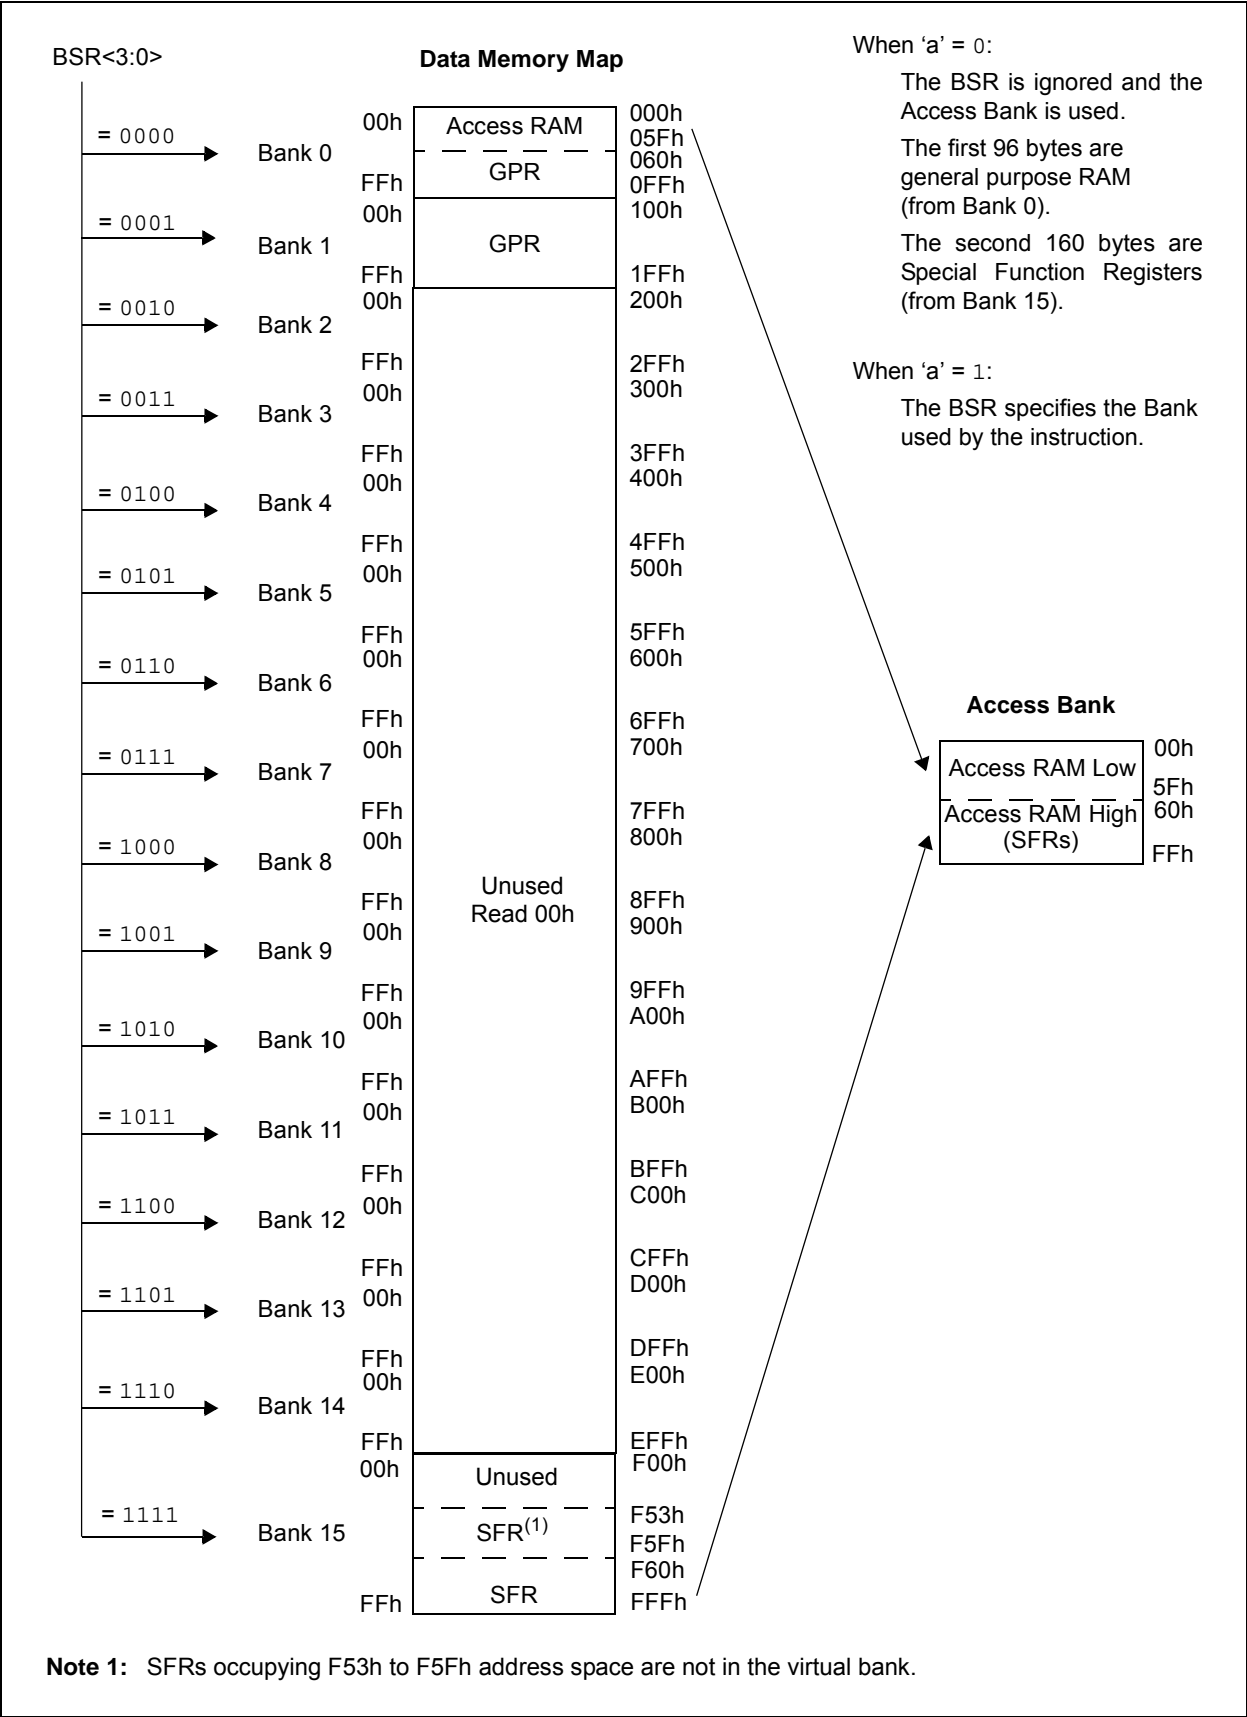 BSR<3:0>
Data Memory Map
When ‘a’ = 0:
The BSR is ignored and the
Access Bank is used.
The first 96 bytes are
general purpose RAM
(from Bank 0).
The second 160 bytes are
Special Function Registers
(from Bank 15).
When ‘a’ = 1:
The BSR specifies the Bank
used by the instruction.
= 0000
Bank 0
00h
FFh
Access RAM
GPR
000h
05Fh
060h
0FFh
= 0001
Bank 1
00h
FFh
GPR
100h
1FFh
= 0010
Bank 2
00h
FFh
200h
2FFh
= 0011
Bank 3
00h
FFh
300h
3FFh
= 0100
Bank 4
00h
FFh
400h
4FFh
= 0101
Bank 5
00h
FFh
500h
5FFh
= 0110
Bank 6
00h
FFh
600h
6FFh
= 0111
Bank 7
00h
FFh
700h
7FFh
= 1000
Bank 8
00h
FFh
Unused
Read 00h
800h
8FFh
= 1001
Bank 9
00h
FFh
900h
9FFh
= 1010
Bank 10
00h
FFh
A00h
AFFh
= 1011
Bank 11
00h
FFh
B00h
BFFh
= 1100
Bank 12
00h
FFh
C00h
CFFh
= 1101
Bank 13
00h
FFh
D00h
DFFh
= 1110
Bank 14
00h
FFh
E00h
EFFh
= 1111
Bank 15
00h
FFh
Unused
SFR(1)
SFR
F00h
F53h
F5Fh
F60h
FFFh
Access Bank
Access RAM Low
Access RAM High
(SFRs)
00h
5Fh
60h
FFh
Note 1: SFRs occupying F53h to F5Fh address space are not in the virtual bank.